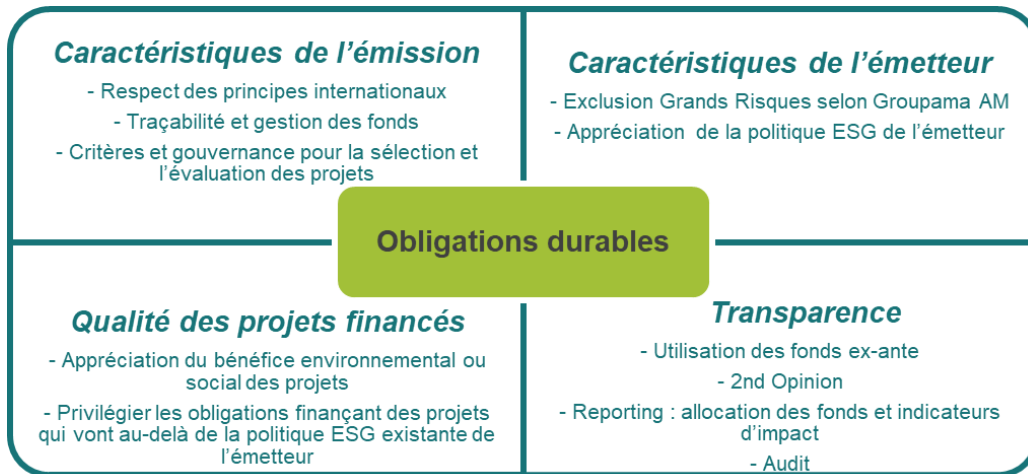 Caractéristiques de l'émission
- Respect des principes internationaux
- Traçabilité et gestion des fonds
- Critères et gouvernance pour la sélection et
l'évaluation des projets
Caractéristiques de l'émetteur
- Exclusion Grands Risques selon Groupama AM
- Appréciation de la politique ESG de l'émetteur
Obligations durables
Qualité des projets financés
- Appréciation du bénéfice environnemental ou
social des projets
- Privilégier les obligations finançant des projets
qui vont au-delà de la politique ESG existante de
l'émetteur
Transparence
- Utilisation des fonds ex-ante
- 2nd Opinion
- Reporting : allocation des fonds et indicateurs
d'impact
- Audit